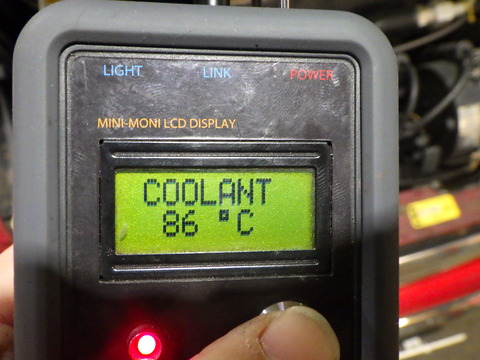 LIGHT LINK POWER
MINI-MONI LCD DISPLAY
COOLANT
86 °C